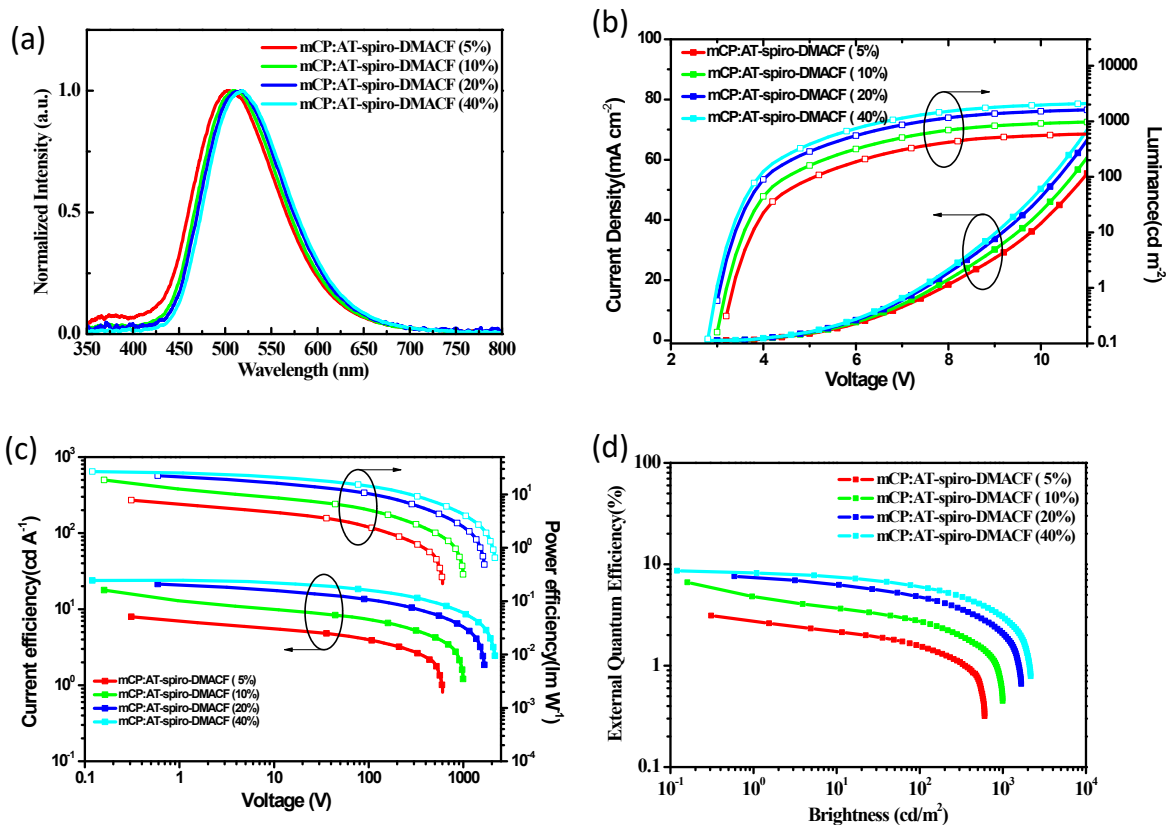 (a)
mCP:AT-spiro-DMACF (5%)
mCP:AT-spiro-DMACF (10%)
mCP:AT-spiro-DMACF (20%)
mCP:AT-spiro-DMACF (40%)
Normalized Intensity (a.u.)
1.0
0.5
0.0
350 400 450 500 550 600 650 700 750 800
Wavelength (nm)
(b)
mCP:AT-spiro-DMACF ( 5%)
mCP:AT-spiro-DMACF ( 10%)
mCP:AT-spiro-DMACF ( 20%)
mCP:AT-spiro-DMACF ( 40%)
Current Density(mA cm⁻²)
100
80
60
40
20
0
2 4 6 8 10
Voltage (V)
10000
1000
100
10
1
0.1
Luminance(cd m⁻²)
(c)
Current efficiency(cd A⁻¹)
10³
10²
10¹
10⁰
10⁻¹
mCP:AT-spiro-DMACF ( 5%)
mCP:AT-spiro-DMACF (10%)
mCP:AT-spiro-DMACF (20%)
mCP:AT-spiro-DMACF (40%)
0.1 1 10 100 1000
Voltage (V)
10¹
10⁰
10⁻¹
10⁻²
10⁻³
10⁻⁴
Power efficiency(lm W⁻¹)
(d)
mCP:AT-spiro-DMACF ( 5%)
mCP:AT-spiro-DMACF ( 10%)
mCP:AT-spiro-DMACF (20%)
mCP:AT-spiro-DMACF (40%)
External Quantum Efficiency(%)
100
10
1
0.1
10⁻¹ 10⁰ 10¹ 10² 10³ 10⁴
Brightness (cd/m²)